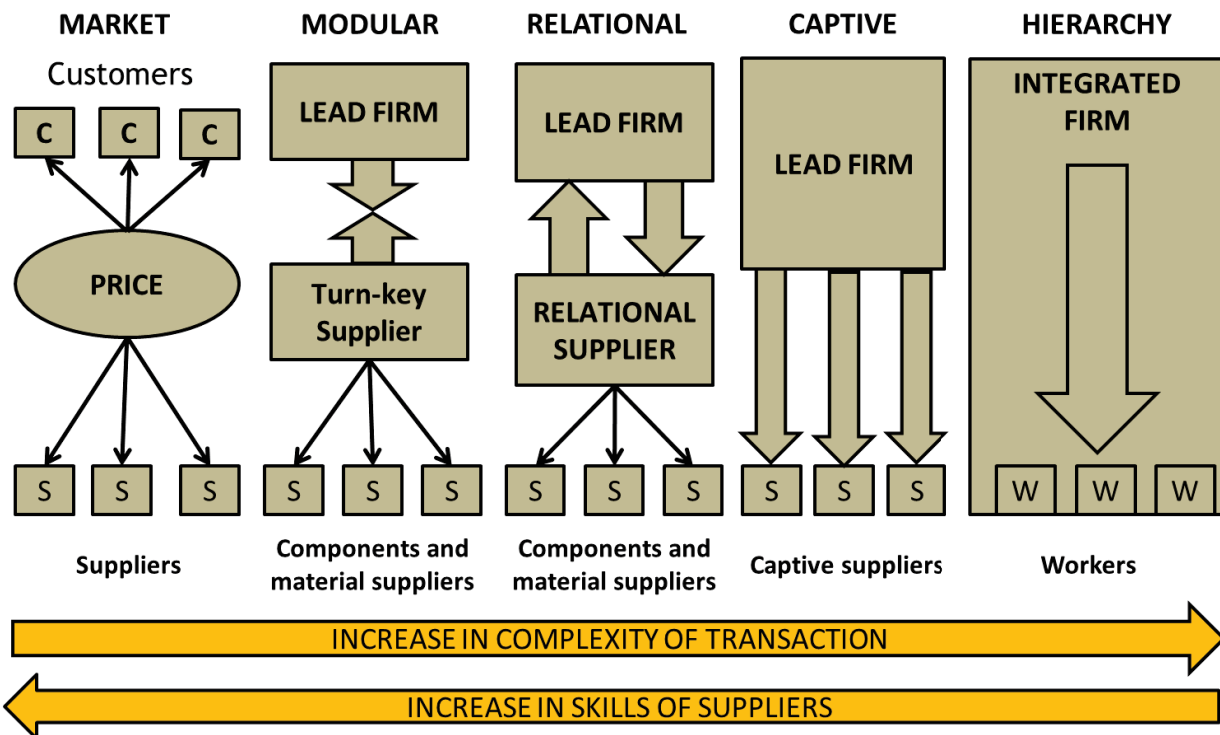 MARKET
Customers
C
C
C
PRICE
S
S
S
Suppliers
MODULAR
LEAD FIRM
Turn-key
Supplier
S
S
S
Components and
material suppliers
RELATIONAL
LEAD FIRM
RELATIONAL
SUPPLIER
S
S
S
Components and
material suppliers
CAPTIVE
LEAD FIRM
S
S
S
Captive suppliers
HIERARCHY
INTEGRATED
FIRM
W
W
W
Workers
INCREASE IN COMPLEXITY OF TRANSACTION
INCREASE IN SKILLS OF SUPPLIERS